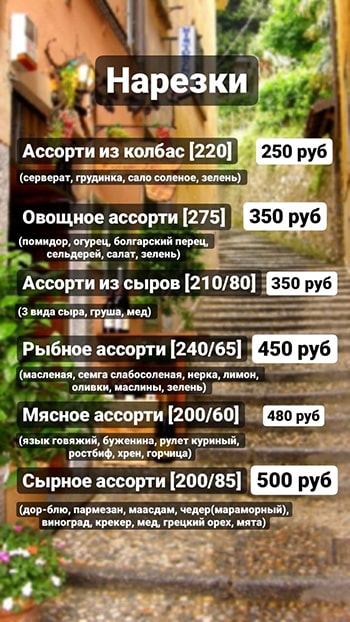 Нарезки
Ассорти из колбас [220] 250 руб
(серверат, грудинка, сало соленое, зелень)
Овощное ассорти [275] 350 руб
(помидор, огурец, болгарский перец,
сельдерей, салат, зелень)
Ассорти из сыров [210/80] 350 руб
(3 вида сыра, груша, мед)
Рыбное ассорти [240/65] 450 руб
(масленая, семга слабосоленая, нерка, лимон,
оливки, маслины, зелень)
Мясное ассорти [200/60] 480 руб
(язык говяжий, буженина, рулет куриный,
ростбиф, хрен, горчица)
Сырное ассорти [200/85] 500 руб
(дор-блю, пармезан, маасдам, чедер(мараморный),
виноград, крекер, мед, грецкий орех, мята)